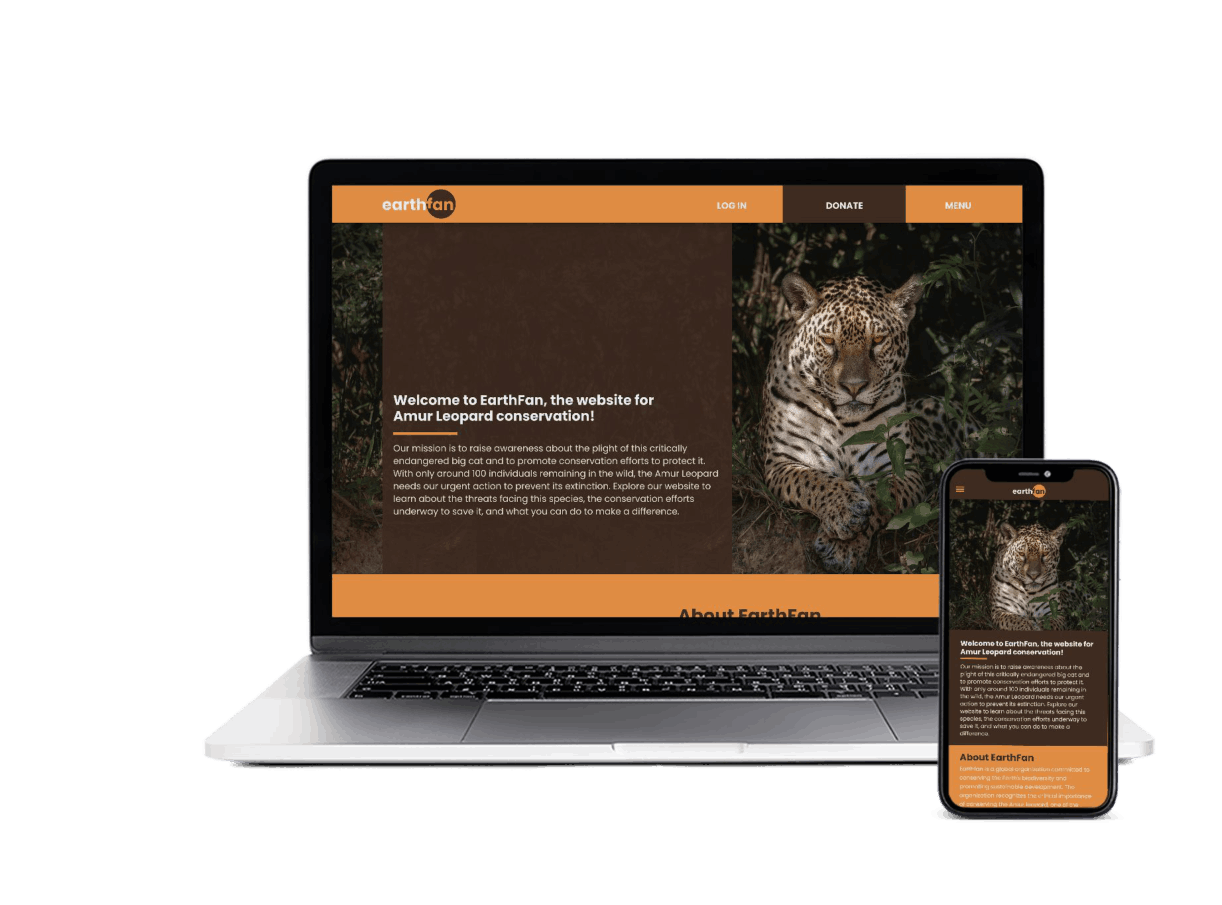 earthfan
LOG IN
DONATE
MENU
Welcome to EarthFan, the website for
Amur Leopard conservation!
Our mission is to raise awareness about the plight of this critically
endangered big cat and to promote conservation efforts to protect it.
With only around 100 individuals remaining in the wild, the Amur Leopard
needs our urgent action to prevent its extinction. Explore our website to
learn about the threats facing this species, the conservation efforts
underway to save it, and what you can do to make a difference.
About EarthFan
earthfan
Welcome to EarthFan, the website for
Amur Leopard conservation!
Our mission is to raise awareness about the
plight of this critically endangered big cat and
to promote conservation efforts to protect it.
With only around 100 individuals remaining in
the wild, the Amur Leopard needs our urgent
action to prevent its extinction. Explore our
website to learn about the threats facing this
species, the conservation efforts underway to
save it, and what you can do to make a
difference.
About EarthFan
EarthFan is a global organisation committed to
conserving the Earth's biodiversity and
promoting sustainable development. The
organisation recognises the critical importance
of conserving the Amur leopard, one of the